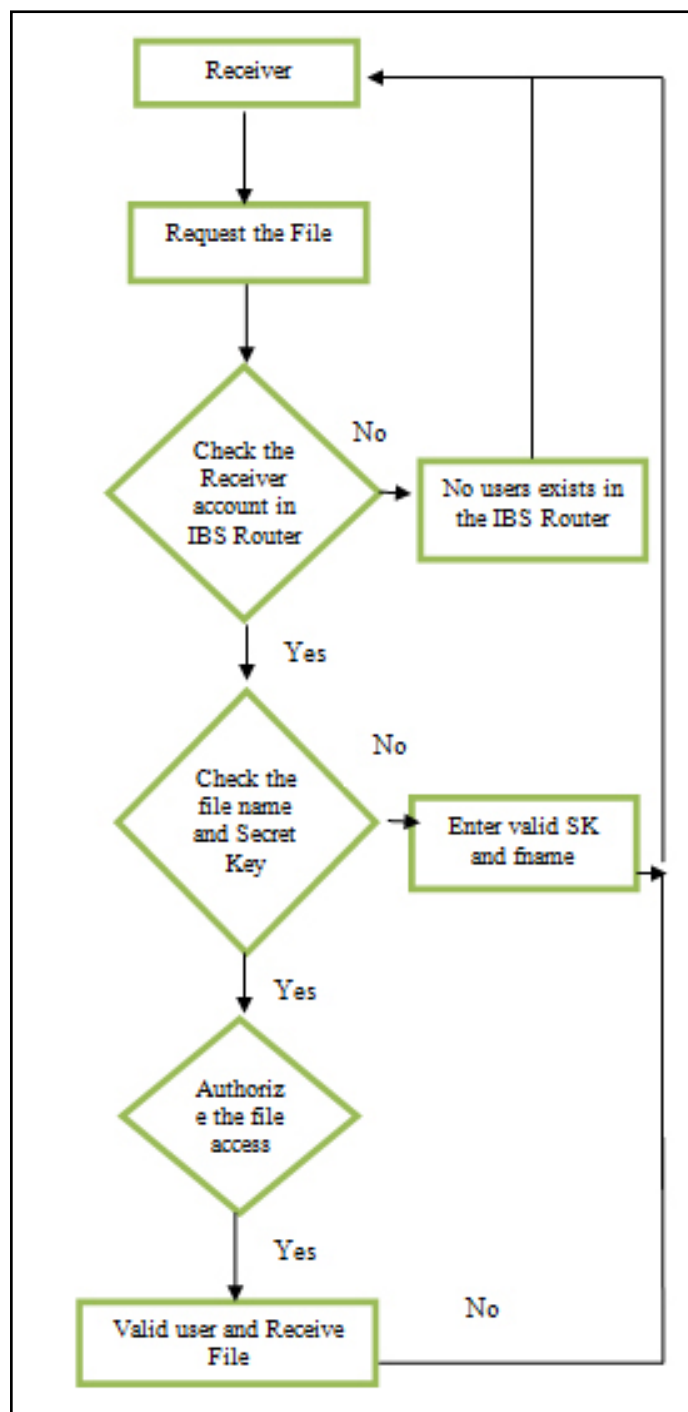 Receiver
Request the File
Check the
Receiver
account in
IBS Router
No
No users exists in
the IBS Router
Yes
Check the
file name
and Secret
Key
No
Enter valid SK
and fname
Yes
Authoriz
e the file
access
Yes
Valid user and Receive
File
No